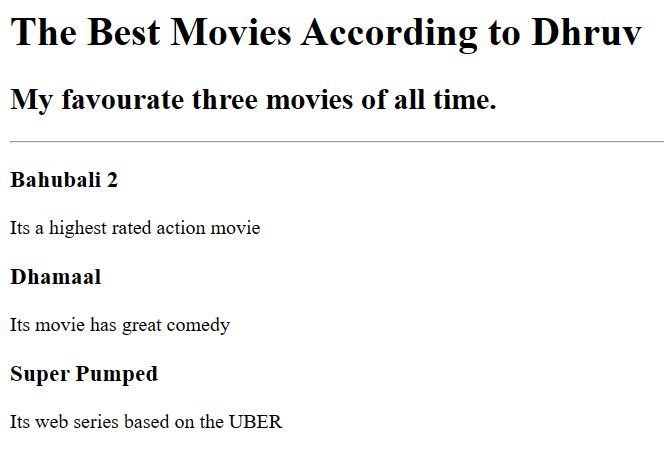 The Best Movies According to Dhruv
My favourate three movies of all time.
Bahubali 2
Its a highest rated action movie
Dhamaal
Its movie has great comedy
Super Pumped
Its web series based on the UBER